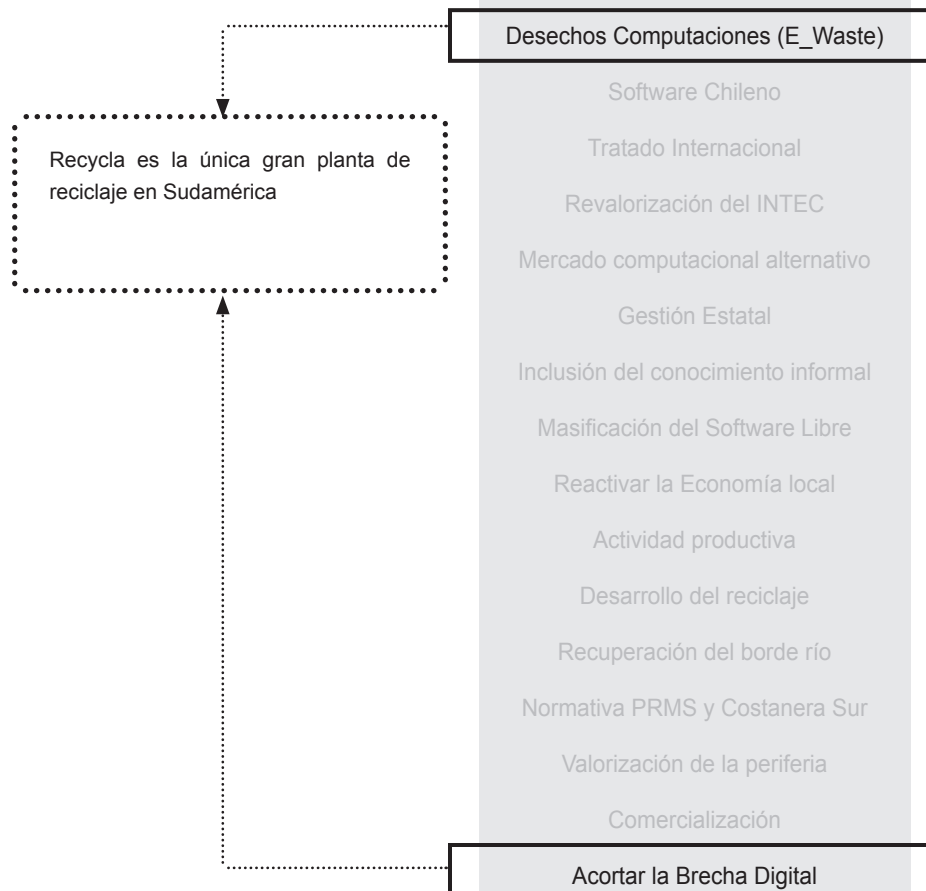 Desechos Computaciones (E_Waste)
Software Chileno
Tratado Internacional
Revalorización del INTEC
Mercado computacional alternativo
Gestión Estatal
Inclusión del conocimiento informal
Masificación del Software Libre
Reactivar la Economía local
Actividad productiva
Desarrollo del reciclaje
Recuperación del borde río
Normativa PRMS y Costanera Sur
Valorización de la periferia
Comercialización
Acortar la Brecha Digital
Recycla es la única gran planta de
reciclaje en Sudamérica